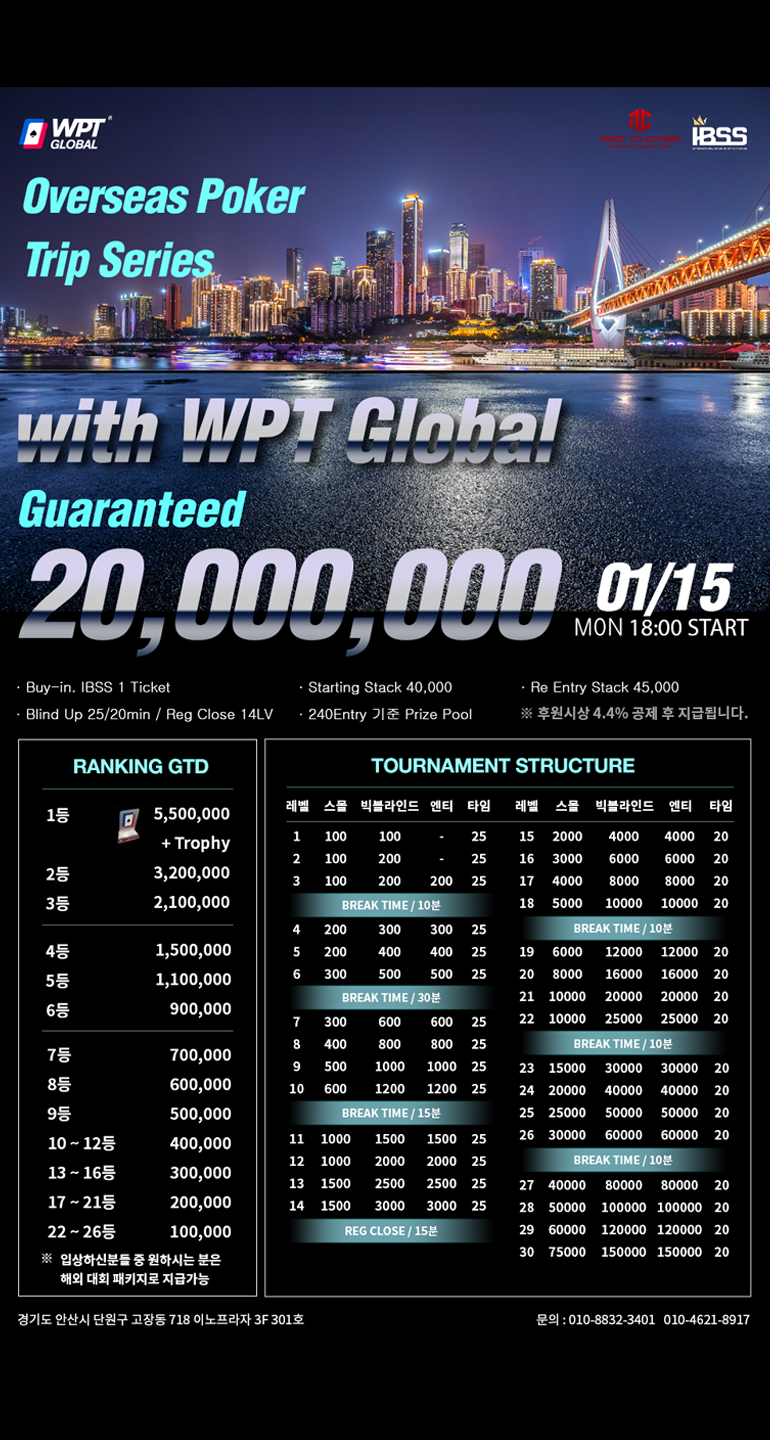 WPT
GLOBAL
IBSS
Overseas Poker
Trip Series
with WPT Global
Guaranteed
20,000,000
01/15
MON 18:00 START
· Buy-in. IBSS 1 Ticket
· Starting Stack 40,000
· Re Entry Stack 45,000
· Blind Up 25/20min / Reg Close 14LV
· 240Entry 기준 Prize Pool
※ 후원시상 4.4% 공제 후 지급됩니다.
RANKING GTD
1등 5,500,000
+ Trophy
2등 3,200,000
3등 2,100,000
4등 1,500,000
5등 1,100,000
6등 900,000
7등 700,000
8등 600,000
9등 500,000
10 ~ 12등 400,000
13 ~ 16등 300,000
17 ~ 21등 200,000
22 ~ 26등 100,000
※ 입상하신분들 중 원하시는 분은
해외 대회 패키지로 지급가능
TOURNAMENT STRUCTURE
레벨 스몰 빅블라인드 엔티 타임
1 100 100 - 25
2 100 200 - 25
3 100 200 200 25
BREAK TIME / 10분
4 200 300 300 25
5 200 400 400 25
6 300 500 500 25
BREAK TIME / 30분
7 300 600 600 25
8 400 800 800 25
9 500 1000 1000 25
10 600 1200 1200 25
BREAK TIME / 15분
11 1000 1500 1500 25
12 1000 2000 2000 25
13 1500 2500 2500 25
14 1500 3000 3000 25
REG CLOSE / 15분
레벨 스몰 빅블라인드 엔티 타임
15 2000 4000 4000 20
16 3000 6000 6000 20
17 4000 8000 8000 20
18 5000 10000 10000 20
BREAK TIME / 10분
19 6000 12000 12000 20
20 8000 16000 16000 20
21 10000 20000 20000 20
22 10000 25000 25000 20
BREAK TIME / 10분
23 15000 30000 30000 20
24 20000 40000 40000 20
25 25000 50000 50000 20
26 30000 60000 60000 20
BREAK TIME / 10분
27 40000 80000 80000 20
28 50000 100000 100000 20
29 60000 120000 120000 20
30 75000 150000 150000 20
경기도 안산시 단원구 고장동 718 이노프라자 3F 301호
문의 : 010-8832-3401 010-4621-8917